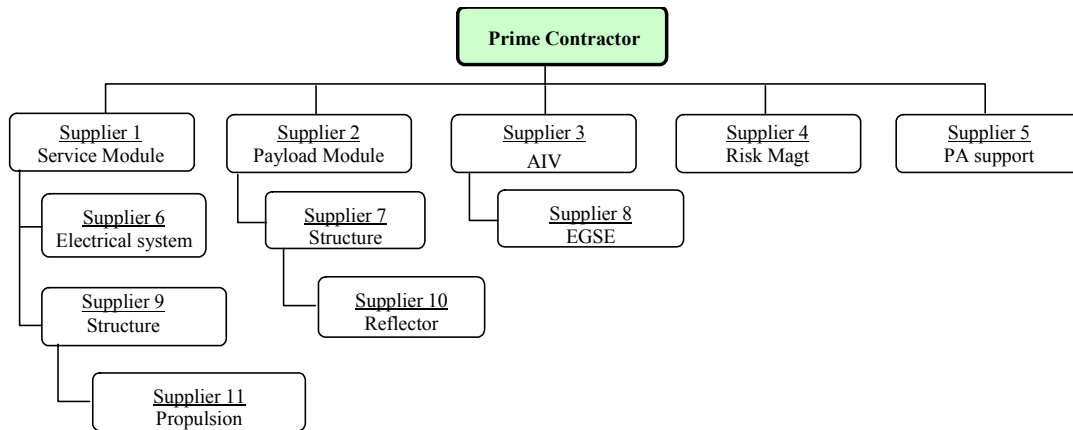 Prime Contractor
Supplier 1
Service Module
Supplier 2
Payload Module
Supplier 3
AIV
Supplier 4
Risk Magt
Supplier 5
PA support
Supplier 6
Electrical system
Supplier 7
Structure
Supplier 8
EGSE
Supplier 9
Structure
Supplier 10
Reflector
Supplier 11
Propulsion